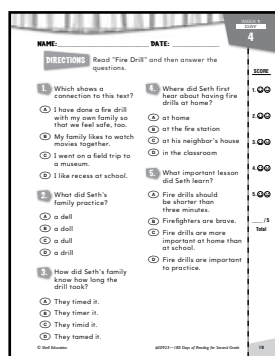 WEEK 1
DAY
4
NAME: DATE:
DIRECTIONS Read "Fire Drill" and then answer the
questions.
SCORE
1. Which shows a
connection to this text?
A I have done a fire drill
with my own family so
that we feel safe, too.
B My family likes to watch
movies together.
C I went on a field trip to
a museum.
D I like recess at school.
2. What did Seth's
family practice?
A a dell
B a doll
C a dull
D a drill
3. How did Seth's family
know how long the
drill took?
A They timed it.
B They timer it.
C They timid it.
D They tamed it.
4. Where did Seth first
hear about having fire
drills at home?
A at home
B at the fire station
C at his neighbor's house
D in the classroom
5. What important lesson
did Seth learn?
A Fire drills should
be shorter than
three minutes.
B Firefighters are brave.
C Fire drills are more
important at home than
at school.
D Fire drills are important
to practice.
1.
2.
3.
4.
5.
/ 5
Total
© Shell Education
#50923—180 Days of Reading for Second Grade